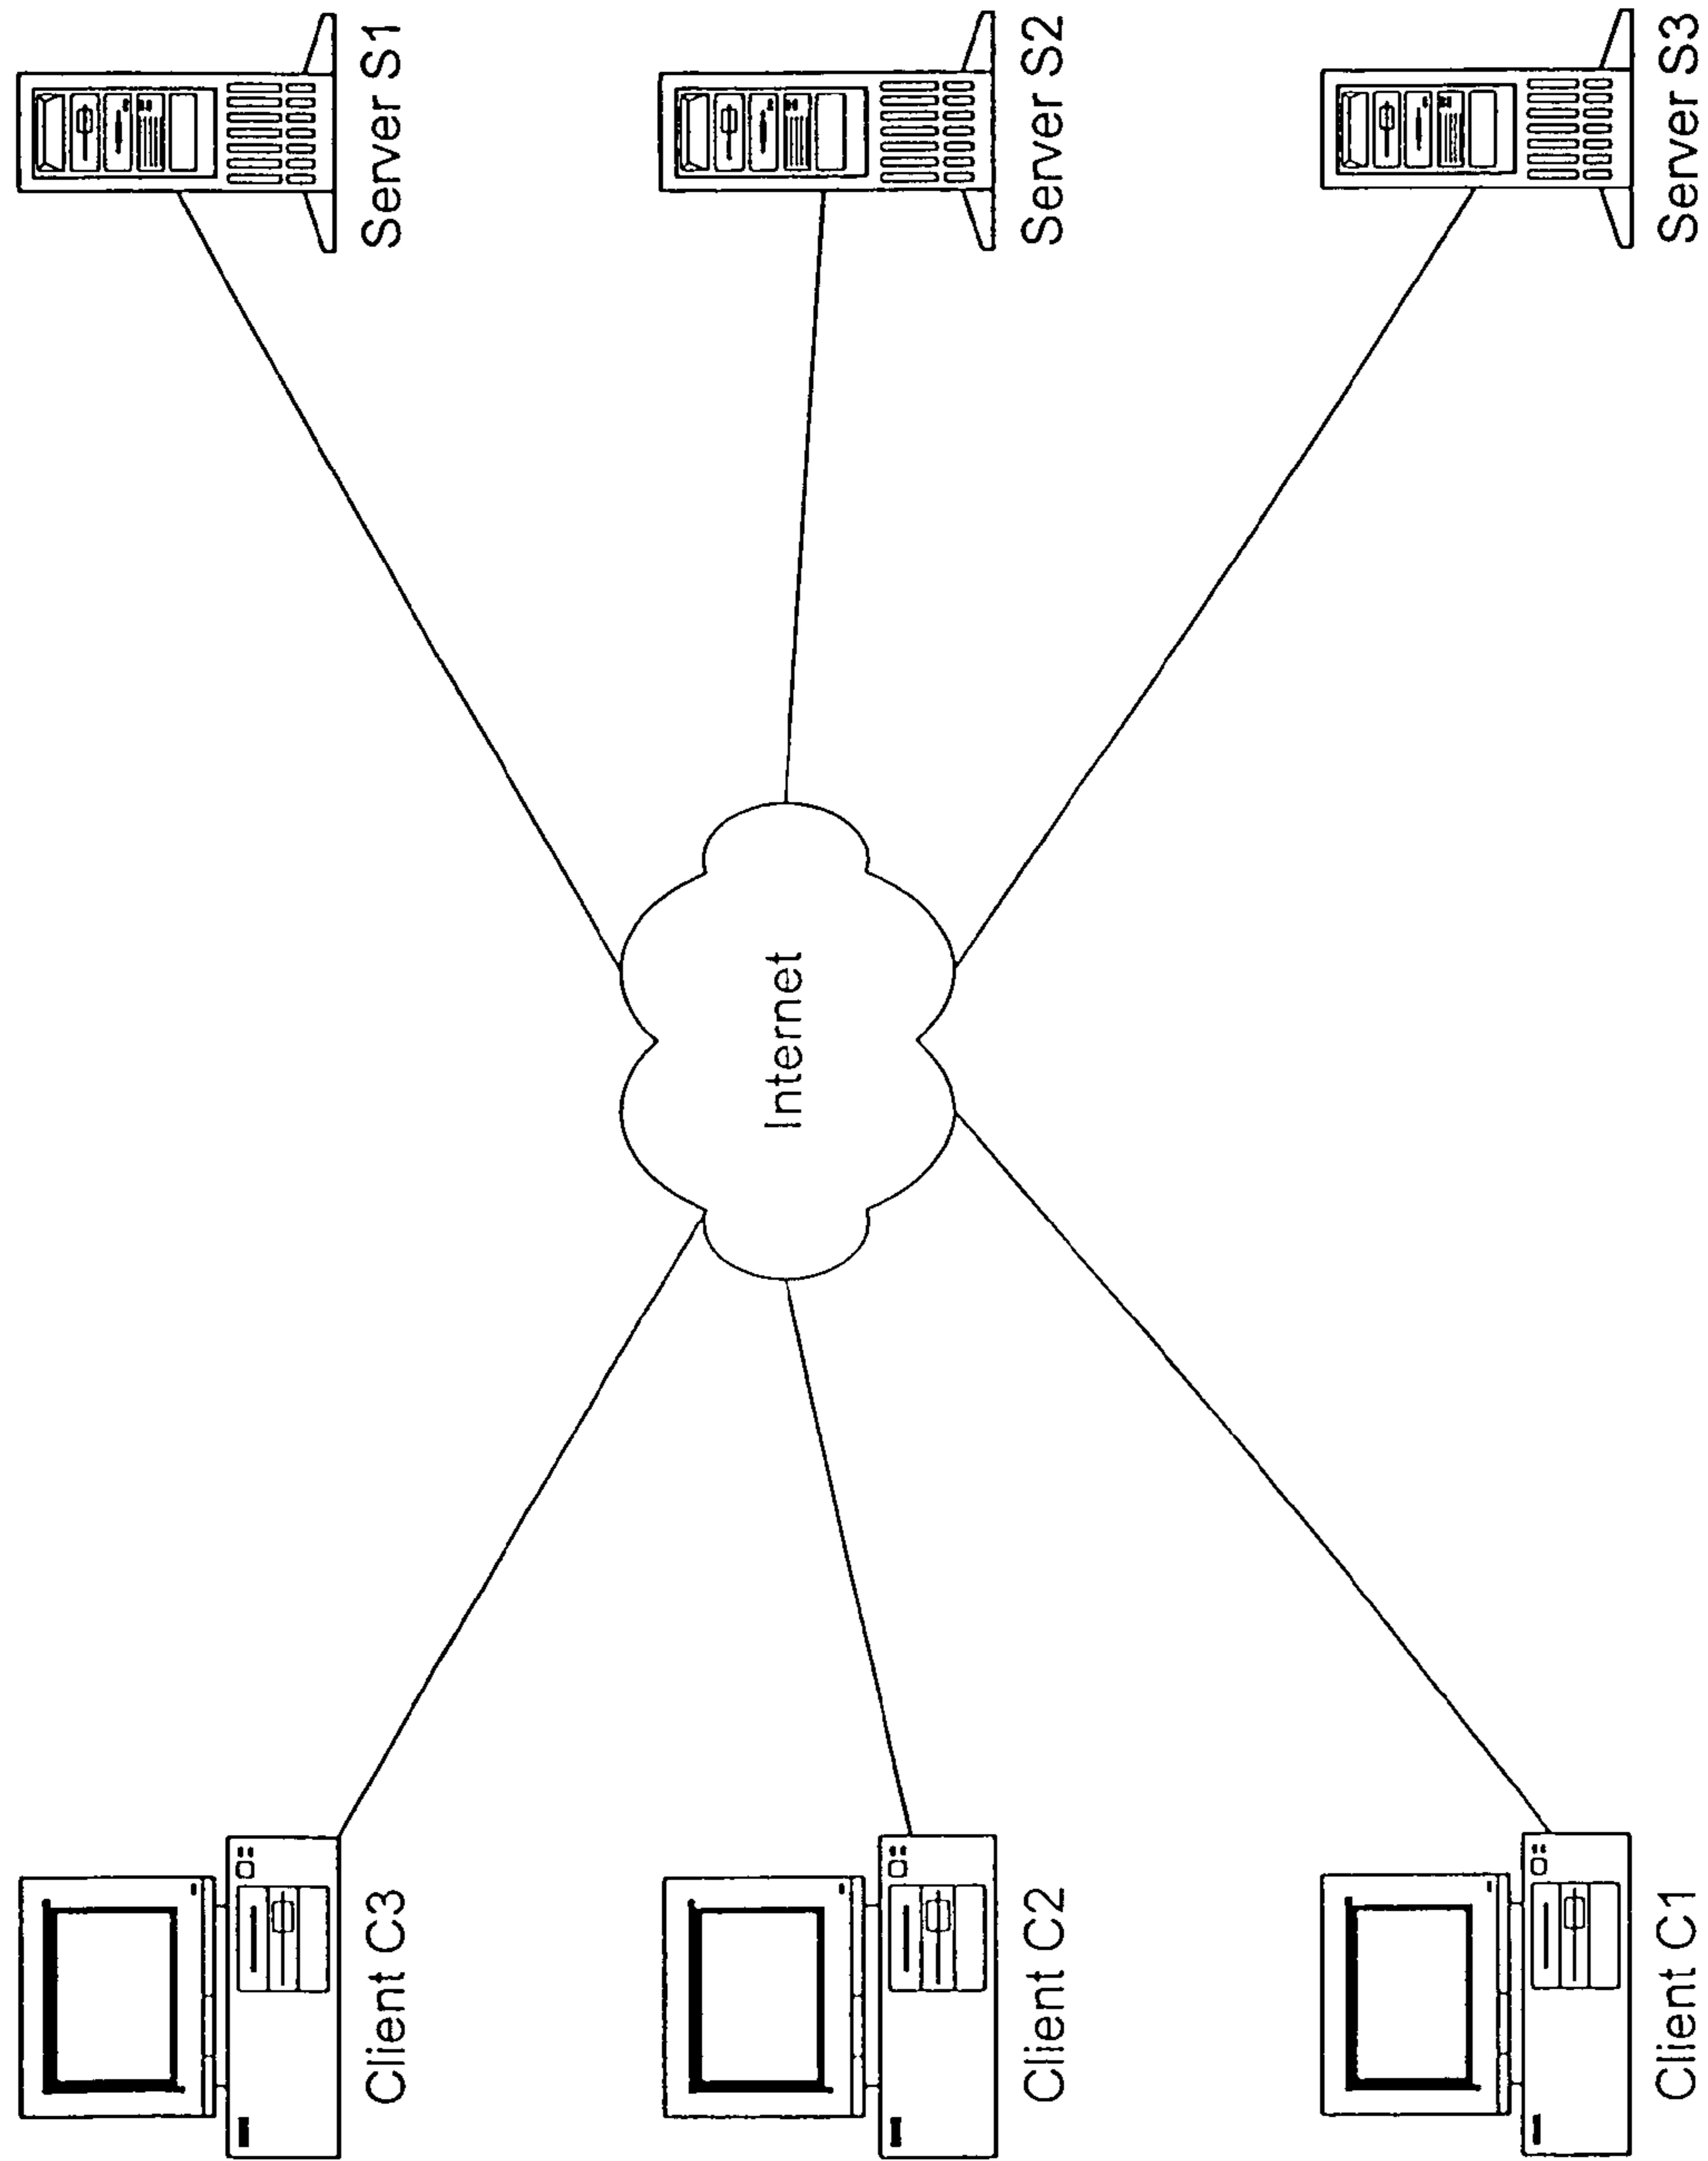 Client C3
Server S1
Internet
Client C2
Server S2
Client C1
Server S3